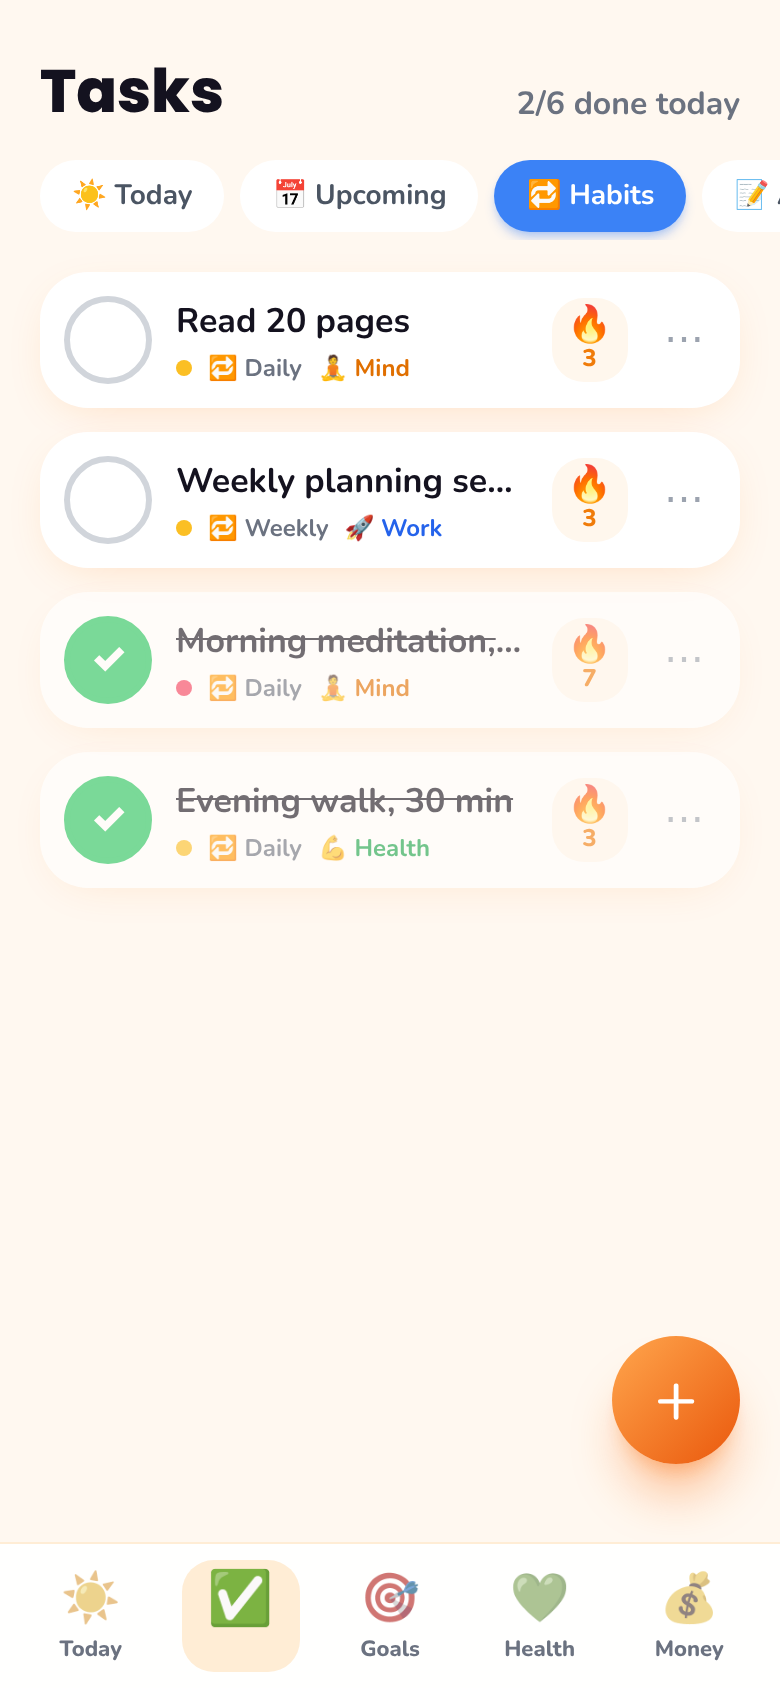 Tasks
2/6 done today
Today
Upcoming
Habits
Read 20 pages
Daily
Mind
3
...
Weekly planning se...
Weekly
Work
3
...
Morning meditation,...
Daily
Mind
7
...
Evening walk, 30 min
Daily
Health
3
...
+
Today
Goals
Health
Money